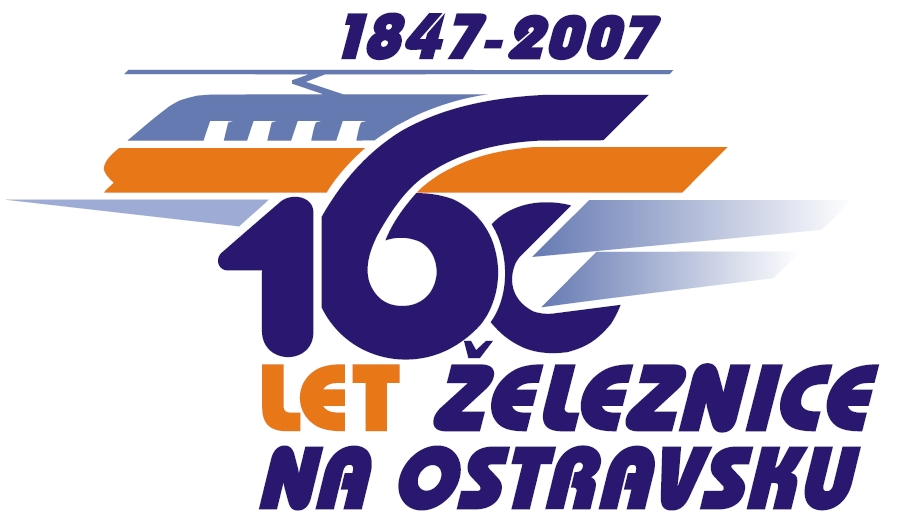 1847-2007
160
LET ŽELEZNICE
NA OSTRAVSKU